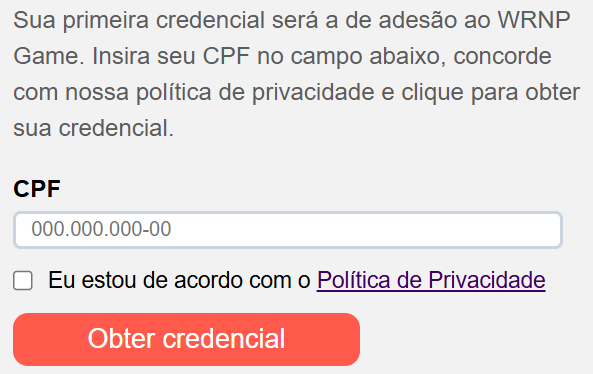 Sua primeira credencial será a de adesão ao WRNP
Game. Insira seu CPF no campo abaixo, concorde
com nossa política de privacidade e clique para obter
sua credencial.
CPF
000.000.000-00
Eu estou de acordo com o Política de Privacidade
Obter credencial